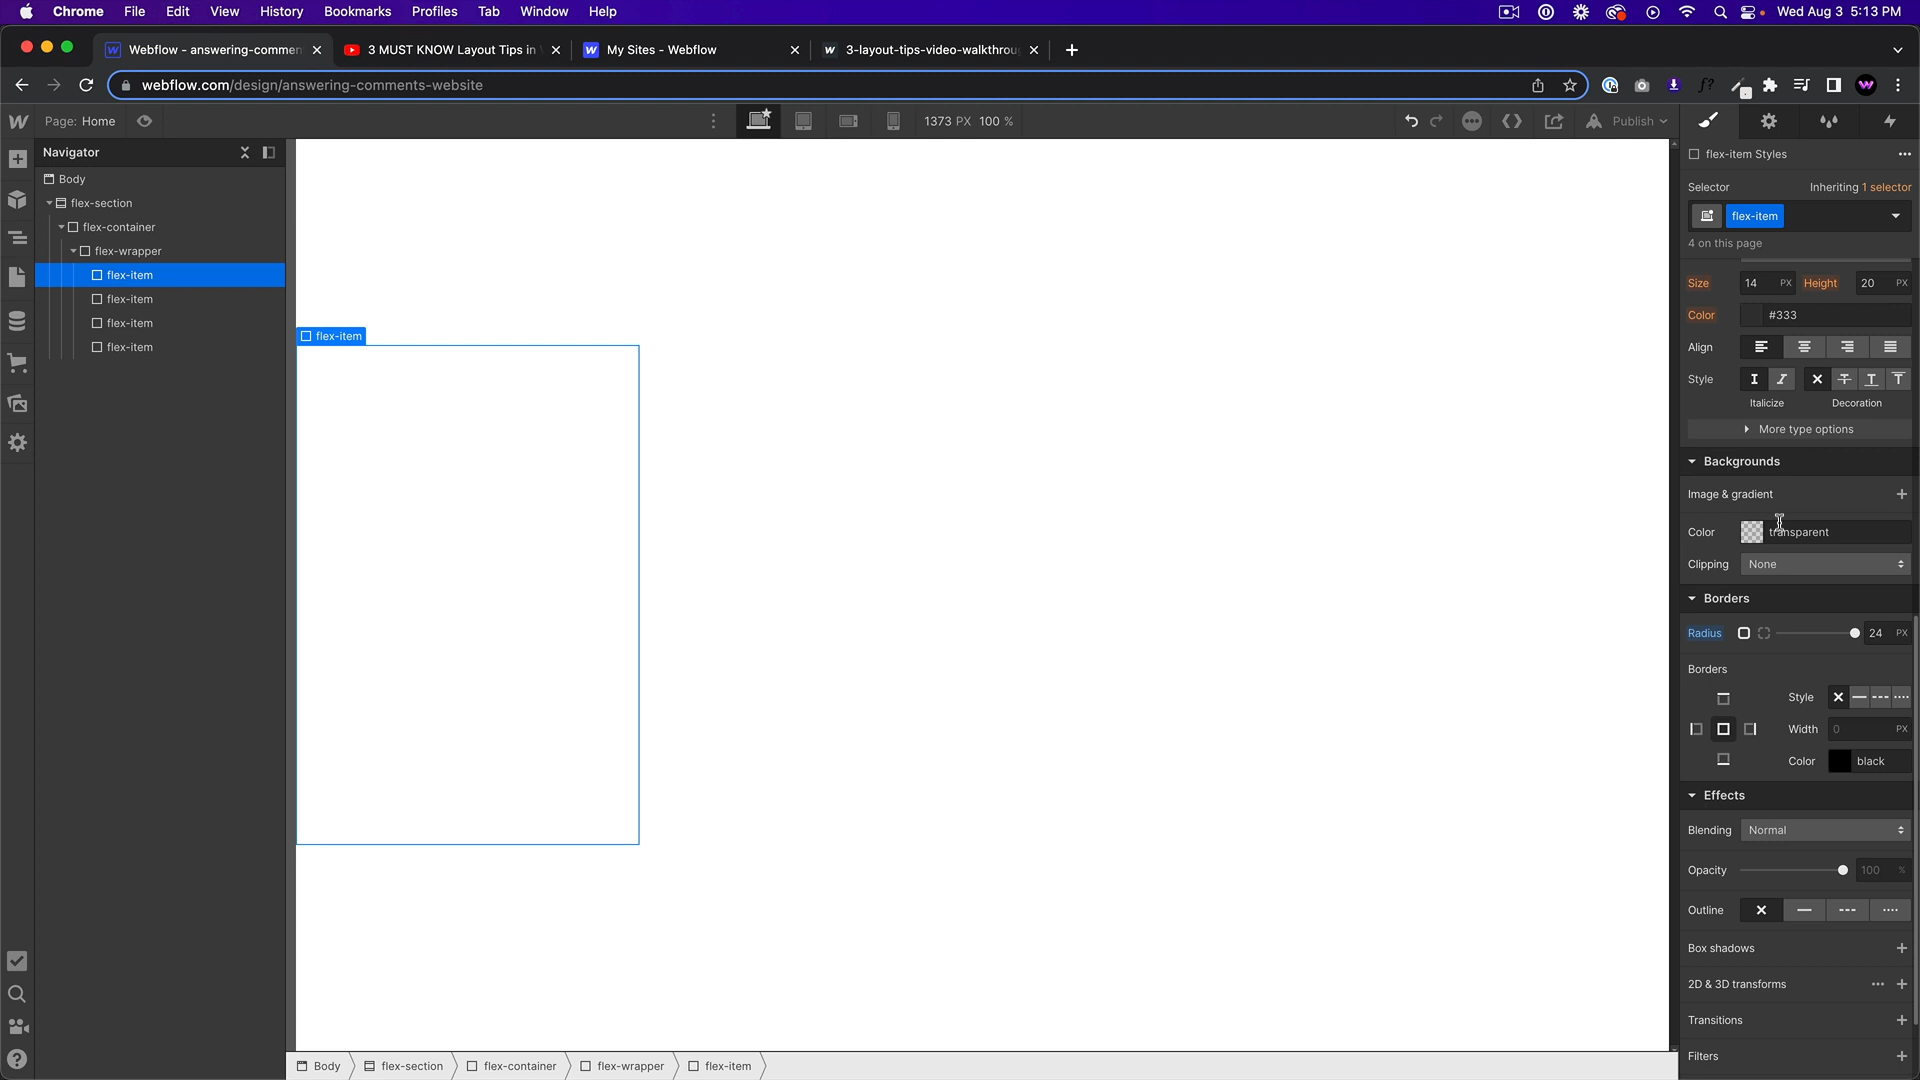 Chrome File Edit View History Bookmarks Profiles Tab Window Help Wed Aug 3 5:13 PM
Webflow - answering-commen
3 MUST KNOW Layout Tips in
My Sites - Webflow
3-layout-tips-video-walkthrou
webflow.com/design/answering-comments-website
Page: Home
1373 PX 100 %
Publish
Navigator
Body
flex-section
flex-container
flex-wrapper
flex-item
flex-item
flex-item
flex-item
flex-item
flex-item Styles
Selector Inheriting 1 selector
flex-item
4 on this page
Size 14 PX Height 20 PX
Color #333
Align
Style
Italicize Decoration
More type options
Backgrounds
Image & gradient
Color transparent
Clipping None
Borders
Radius 24 PX
Borders
Style
Width 0 PX
Color black
Effects
Blending Normal
Opacity 100 %
Outline
Box shadows
2D & 3D transforms
Transitions
Filters
Body flex-section flex-container flex-wrapper flex-item